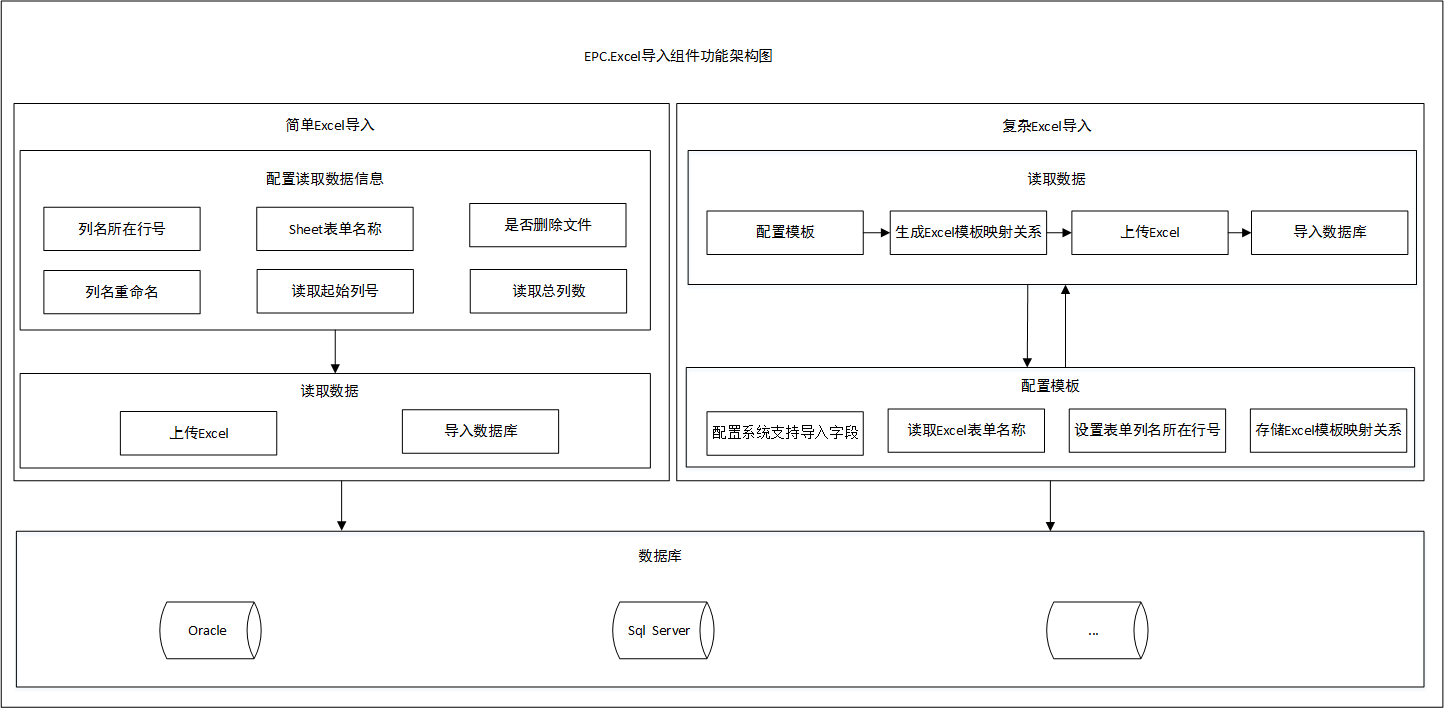 EPC.Excel导入组件功能架构图
简单Excel导入
配置读取数据信息
列名所在行号
Sheet表单名称
是否删除文件
列名重命名
读取起始列号
读取总列数
读取数据
上传Excel
导入数据库
复杂Excel导入
读取数据
配置模板
生成Excel模板映射关系
上传Excel
导入数据库
配置模板
配置系统支持导入字段
读取Excel表单名称
设置表单列名所在行号
存储Excel模板映射关系
数据库
Oracle
Sql Server
...